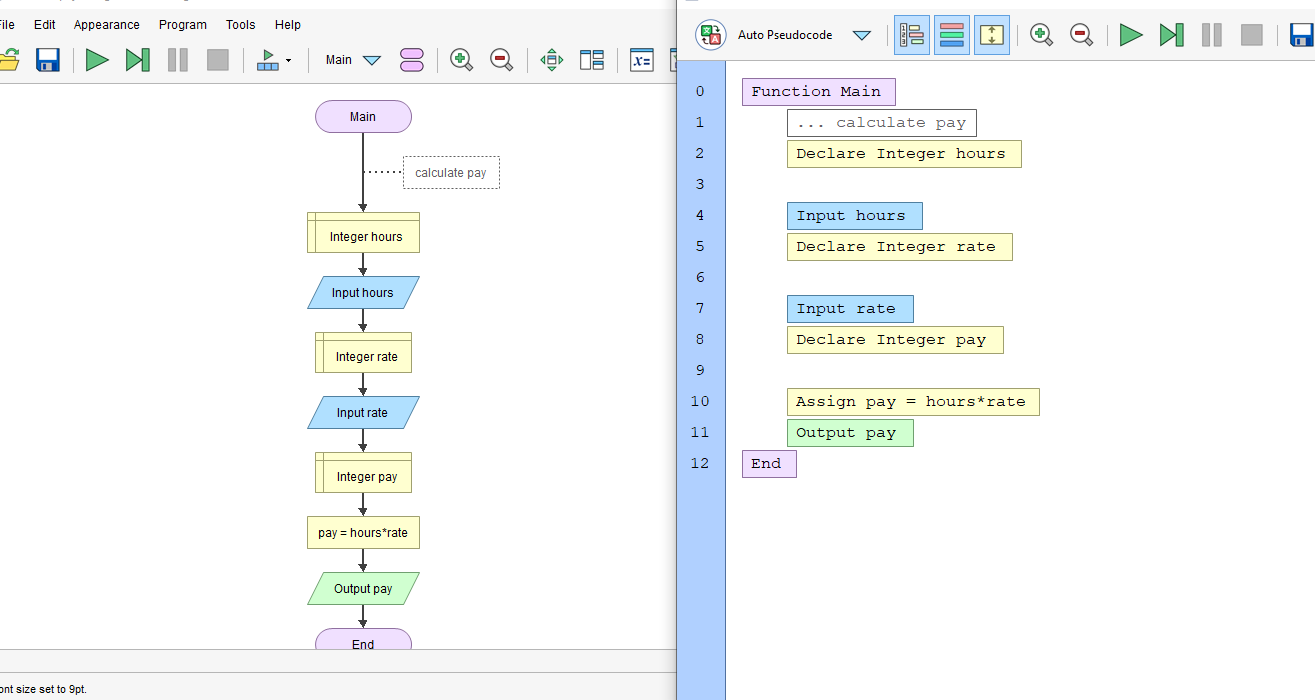 File Edit Appearance Program Tools Help
Main
x=
Main
calculate pay
Integer hours
Input hours
Integer rate
Input rate
Integer pay
pay = hours*rate
Output pay
End
ont size set to 9pt.
Auto Pseudocode
0 Function Main
1 ... calculate pay
2 Declare Integer hours
3
4 Input hours
5 Declare Integer rate
6
7 Input rate
8 Declare Integer pay
9
10 Assign pay = hours*rate
11 Output pay
12 End